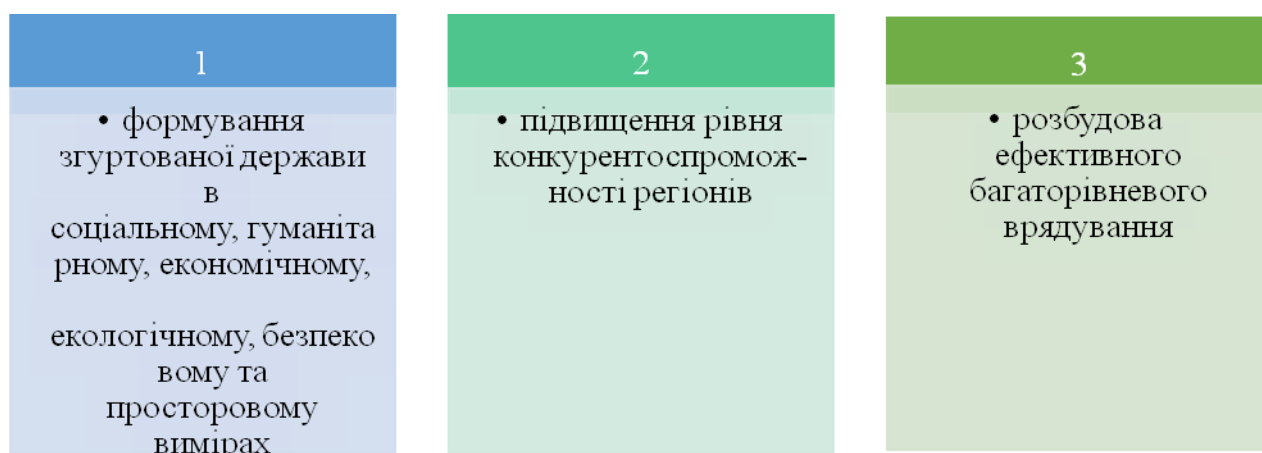 1
• формування
згуртованої держави
в
соціальному, гуманіта
рному, економічному,
екологічному, безпеко
вому та
просторовому
вимірах
2
• підвищення рівня
конкурентоспромож-
ності регіонів
3
• розбудова
ефективного
багаторівневого
врядування